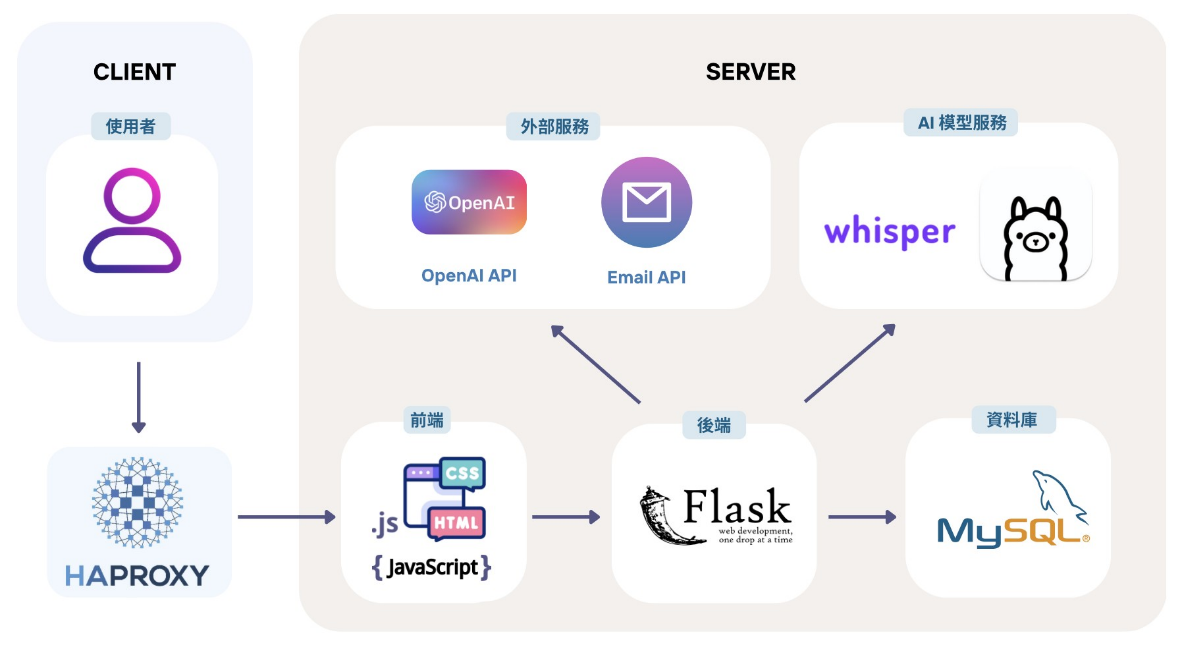 CLIENT
使用者
HAPROXY
SERVER
外部服務
OpenAI
OpenAI API
Email API
AI 模型服務
whisper
前端
CSS
.js
HTML
{JavaScript}
後端
Flask
web development,
one drop at a time
資料庫
MySQL®